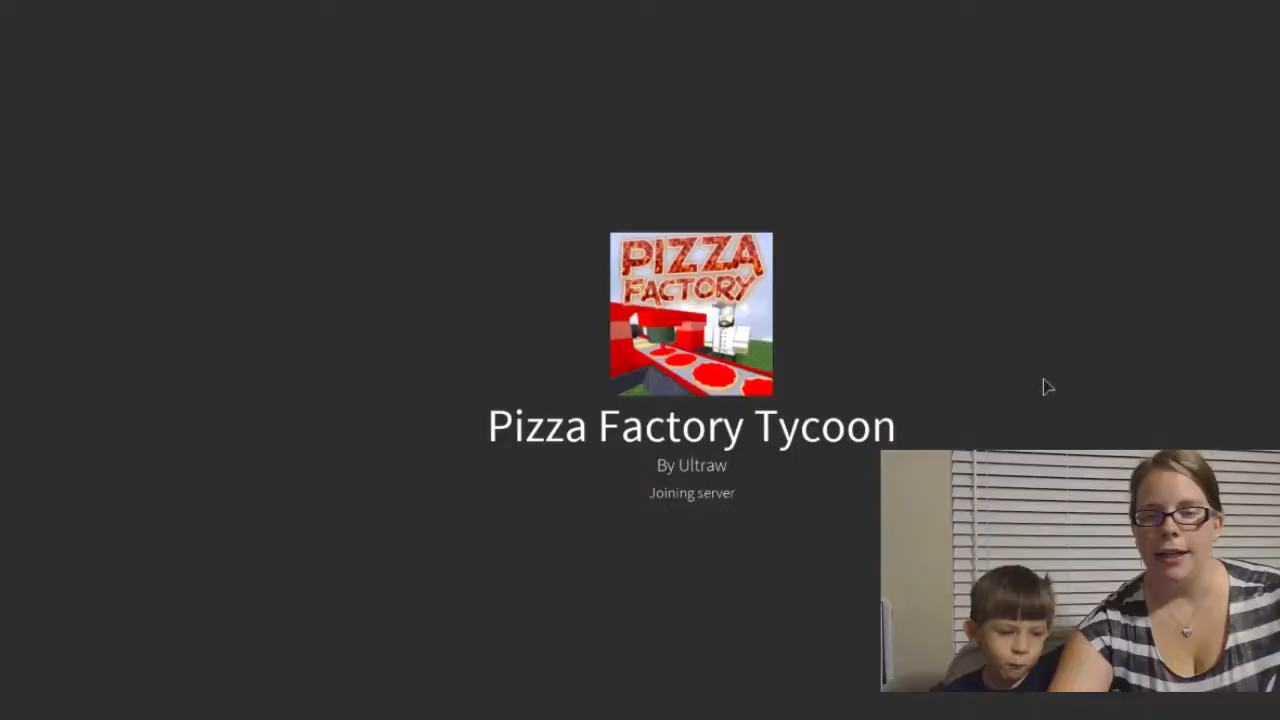 PIZZA
FACTORY
Pizza Factory Tycoon
By Ultraw
Joining server